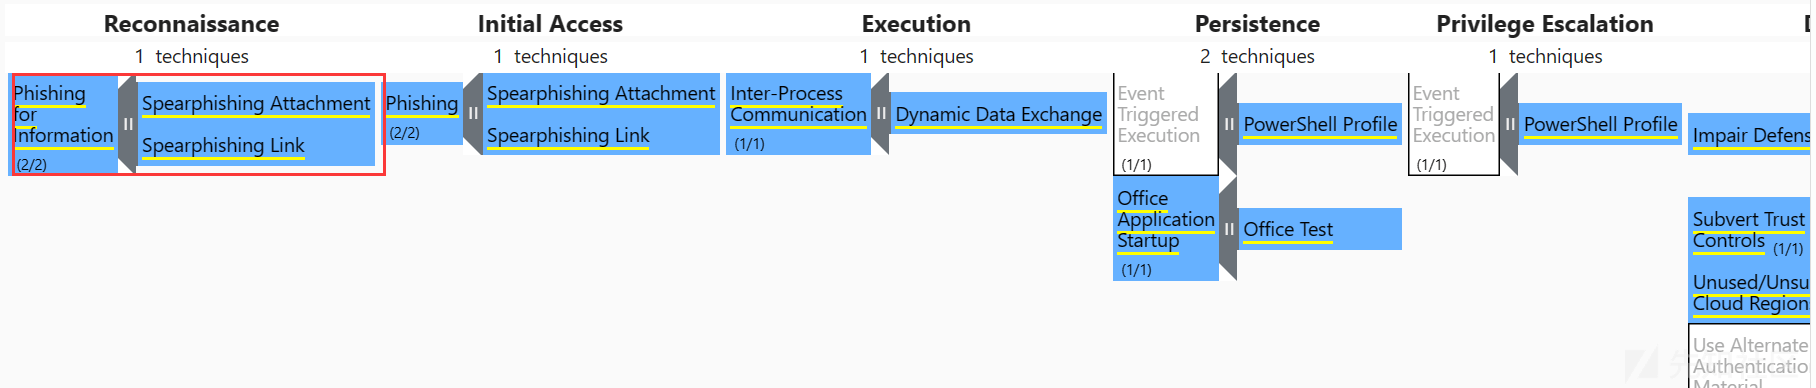 Reconnaissance
1 techniques
Phishing
for
Information
(2/2)
Spearphishing Attachment
Spearphishing Link
Initial Access
1 techniques
Phishing
(2/2)
Spearphishing Attachment
Spearphishing Link
Execution
1 techniques
Inter-Process
Communication
(1/1)
Dynamic Data Exchange
Persistence
2 techniques
Event
Triggered
Execution
(1/1)
PowerShell Profile
Office
Application
Startup
(1/1)
Office Test
Privilege Escalation
1 techniques
Event
Triggered
Execution
(1/1)
PowerShell Profile
Impair Defens
Subvert Trust
Controls (1/1)
Unused/Unsu
Cloud Region
Use Alternate
Authenticatio
Material